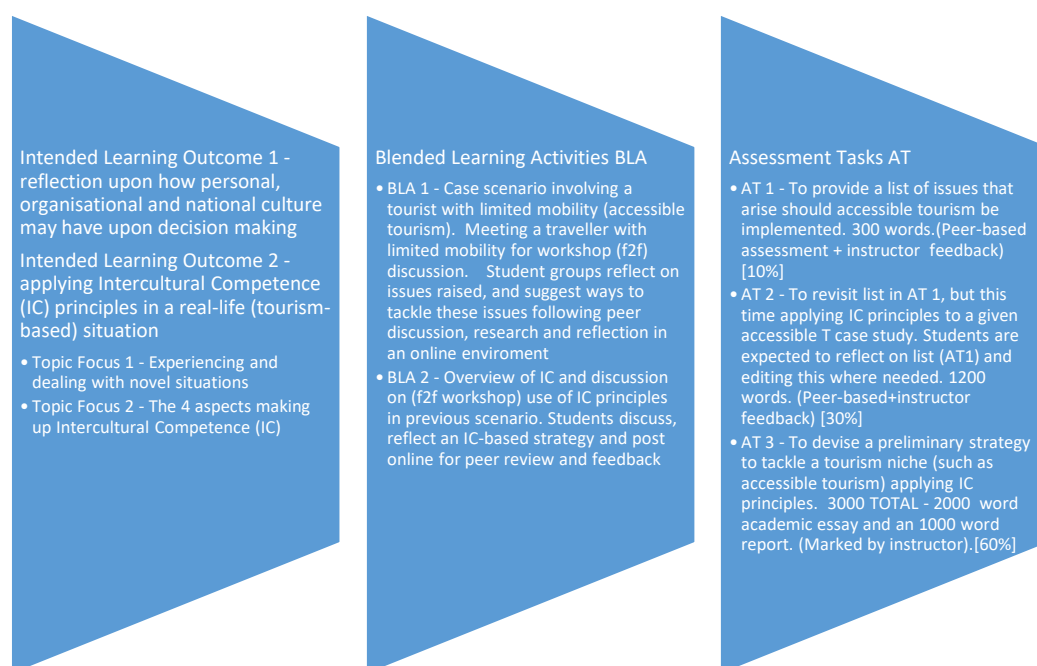 Intended Learning Outcome 1 -
reflection upon how personal,
organisational and national culture
may have upon decision making
Intended Learning Outcome 2 -
applying Intercultural Competence
(IC) principles in a real-life (tourism-
based) situation
• Topic Focus 1 - Experiencing and
dealing with novel situations
• Topic Focus 2 - The 4 aspects making
up Intercultural Competence (IC)
Blended Learning Activities BLA
• BLA 1 - Case scenario involving a
tourist with limited mobility (accessible
tourism). Meeting a traveller with
limited mobility for workshop (f2f)
discussion. Student groups reflect on
issues raised, and suggest ways to
tackle these issues following peer
discussion, research and reflection in
an online enviroment
• BLA 2 - Overview of IC and discussion
on (f2f workshop) use of IC principles
in previous scenario. Students discuss,
reflect an IC-based strategy and post
online for peer review and feedback
Assessment Tasks AT
• AT 1 - To provide a list of issues that
arise should accessible tourism be
implemented. 300 words.(Peer-based
assessment + instructor feedback)
[10%]
• AT 2 - To revisit list in AT 1, but this
time applying IC principles to a given
accessible T case study. Students are
expected to reflect on list (AT1) and
editing this where needed. 1200
words. (Peer-based+instructor
feedback) [30%]
• AT 3 - To devise a preliminary strategy
to tackle a tourism niche (such as
accessible tourism) applying IC
principles. 3000 TOTAL - 2000 word
academic essay and an 1000 word
report. (Marked by instructor).[60%]